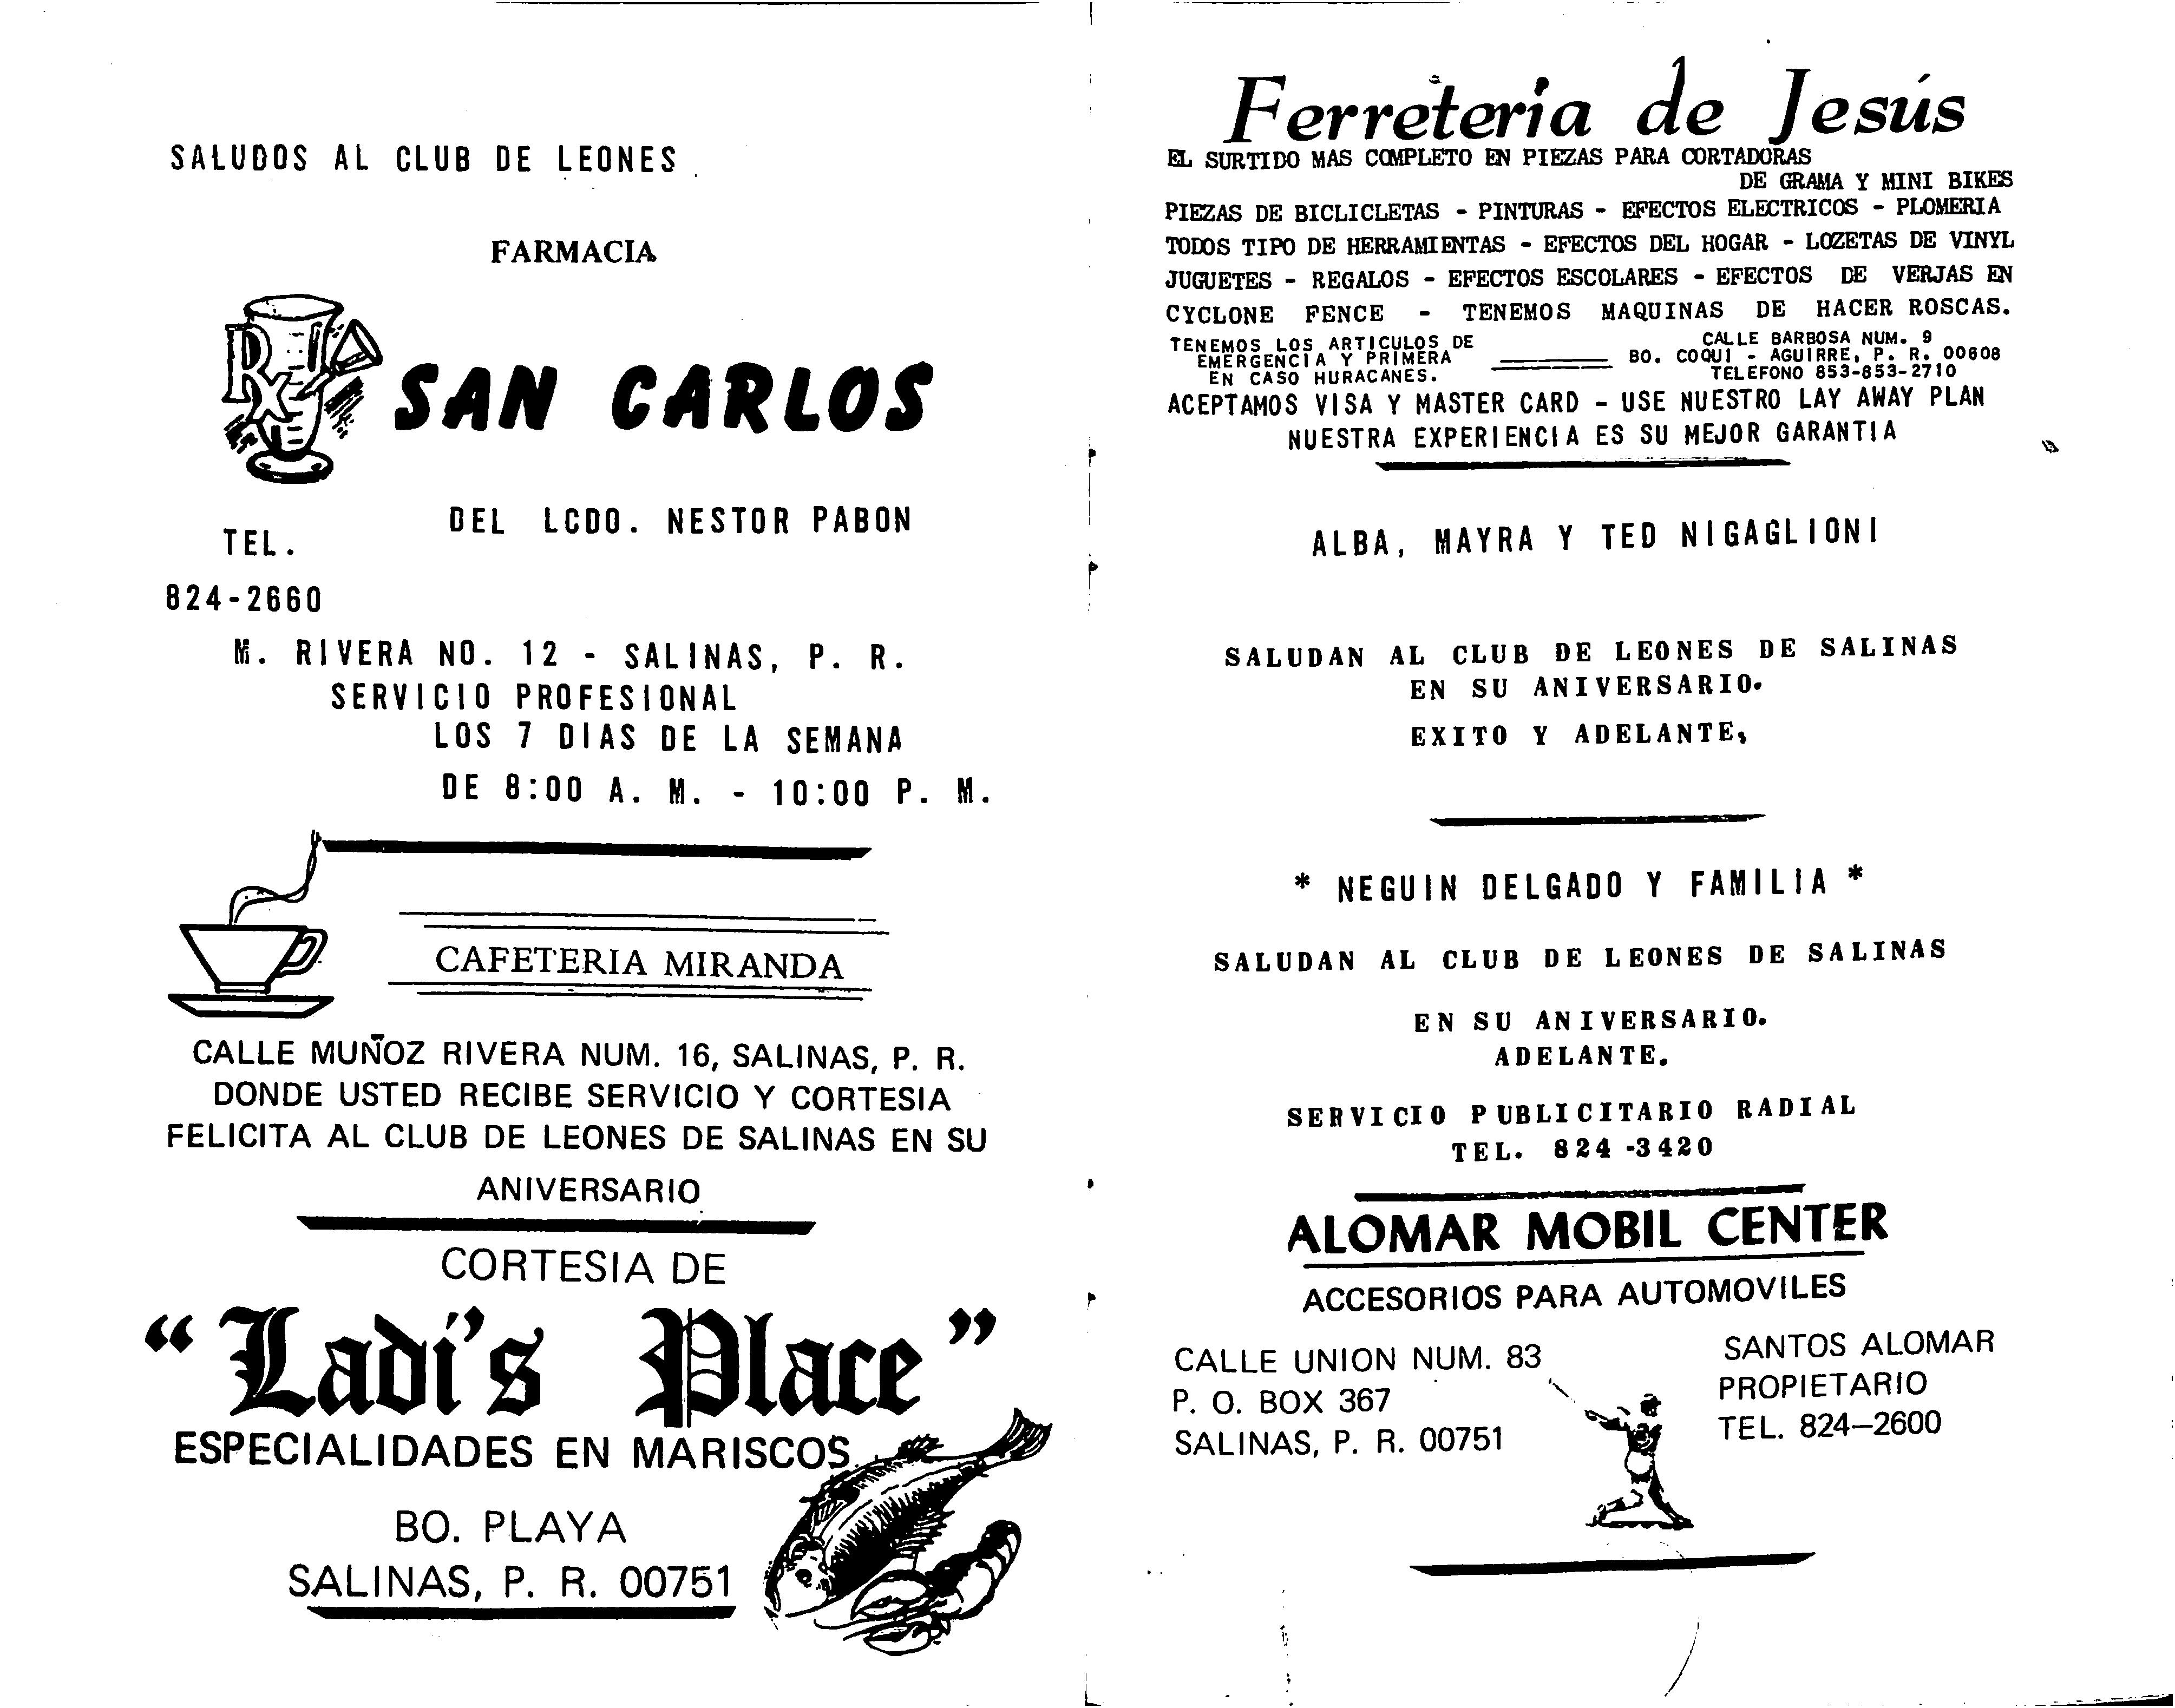 SALUDOS AL CLUB DE LEONES
FARMACIA
Rx
SAN CARLOS
DEL LCDO. NESTOR PABON
TEL.
824-2660
M. RIVERA NO. 12 - SALINAS, P. R.
SERVICIO PROFESIONAL
LOS 7 DIAS DE LA SEMANA
DE 8:00 A. M. - 10:00 P. M.
CAFETERIA MIRANDA
CALLE MUÑOZ RIVERA NUM. 16, SALINAS, P. R.
DONDE USTED RECIBE SERVICIO Y CORTESIA
FELICITA AL CLUB DE LEONES DE SALINAS EN SU
ANIVERSARIO
CORTESIA DE
“Ladi's Place”
ESPECIALIDADES EN MARISCOS
BO. PLAYA
SALINAS, P. R. 00751
Ferretería de Jesús
EL SURTIDO MAS COMPLETO EN PIEZAS PARA CORTADORAS
DE GRAMA Y MINI BIKES
PIEZAS DE BICLICLETAS - PINTURAS - EFECTOS ELECTRICOS - PLOMERIA
TODOS TIPO DE HERRAMIENTAS - EFECTOS DEL HOGAR - LOZETAS DE VINYL
JUGUETES - REGALOS - EFECTOS ESCOLARES - EFECTOS DE VERJAS EN
CYCLONE FENCE - TENEMOS MAQUINAS DE HACER ROSCAS.
TENEMOS LOS ARTICULOS DE
EMERGENCIA Y PRIMERA
EN CASO HURACANES.
CALLE BARBOSA NUM. 9
BO. COQUI - AGUIRRE, P. R. 00608
TELEFONO 853-853-2710
ACEPTAMOS VISA Y MASTER CARD - USE NUESTRO LAY AWAY PLAN
NUESTRA EXPERIENCIA ES SU MEJOR GARANTIA
ALBA, MAYRA Y TED NIGAGLIONI
SALUDAN AL CLUB DE LEONES DE SALINAS
EN SU ANIVERSARIO.
EXITO Y ADELANTE,
* NEGUIN DELGADO Y FAMILIA *
SALUDAN AL CLUB DE LEONES DE SALINAS
EN SU ANIVERSARIO.
ADELANTE.
SERVICIO PUBLICITARIO RADIAL
TEL. 824-3420
ALOMAR MOBIL CENTER
ACCESORIOS PARA AUTOMOVILES
CALLE UNION NUM. 83
P. O. BOX 367
SALINAS, P. R. 00751
SANTOS ALOMAR
PROPIETARIO
TEL. 824-2600